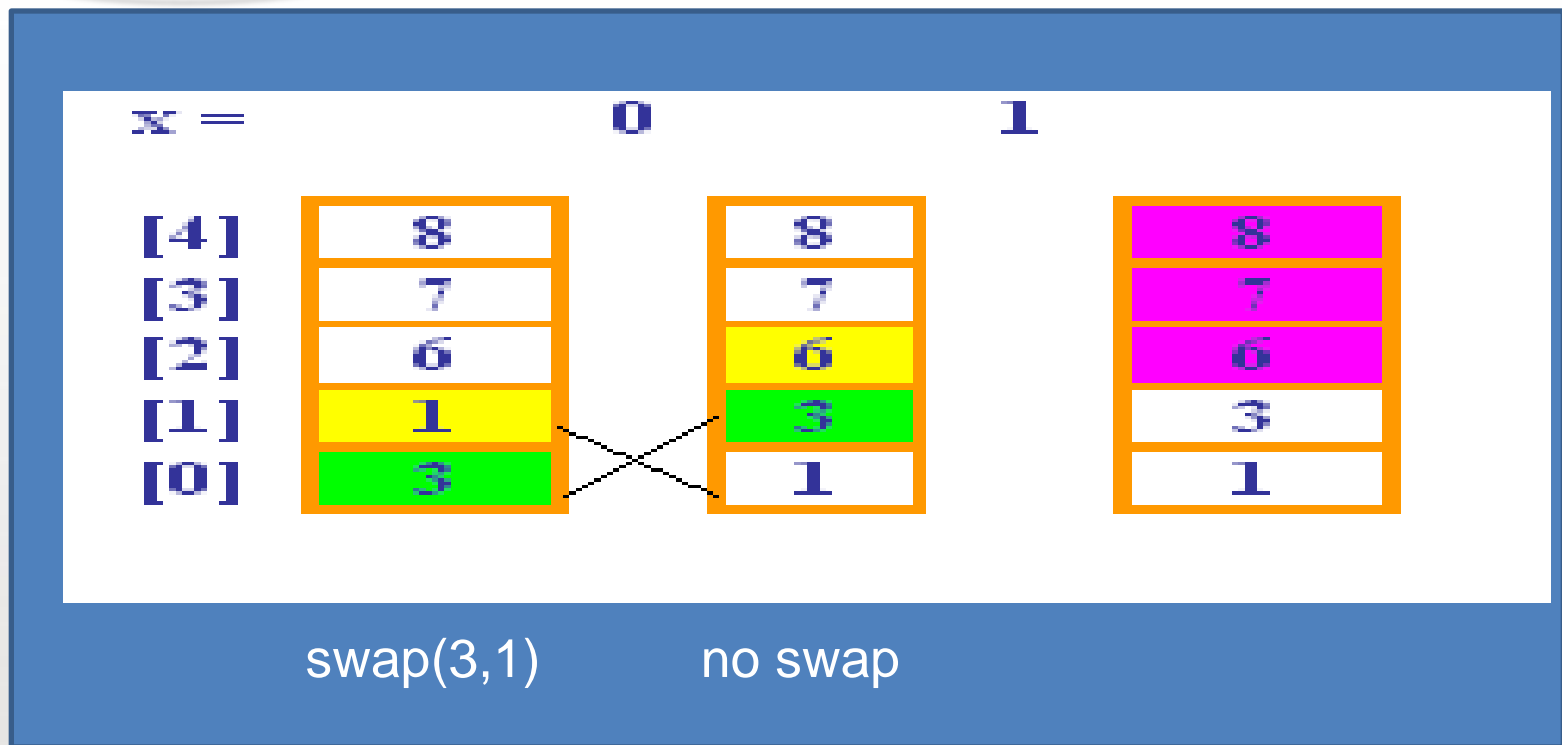 x = 0 1
[4] 8 8 8
[3] 7 7 7
[2] 6 6 6
[1] 1 3 3
[0] 3 1 1
swap(3,1) no swap